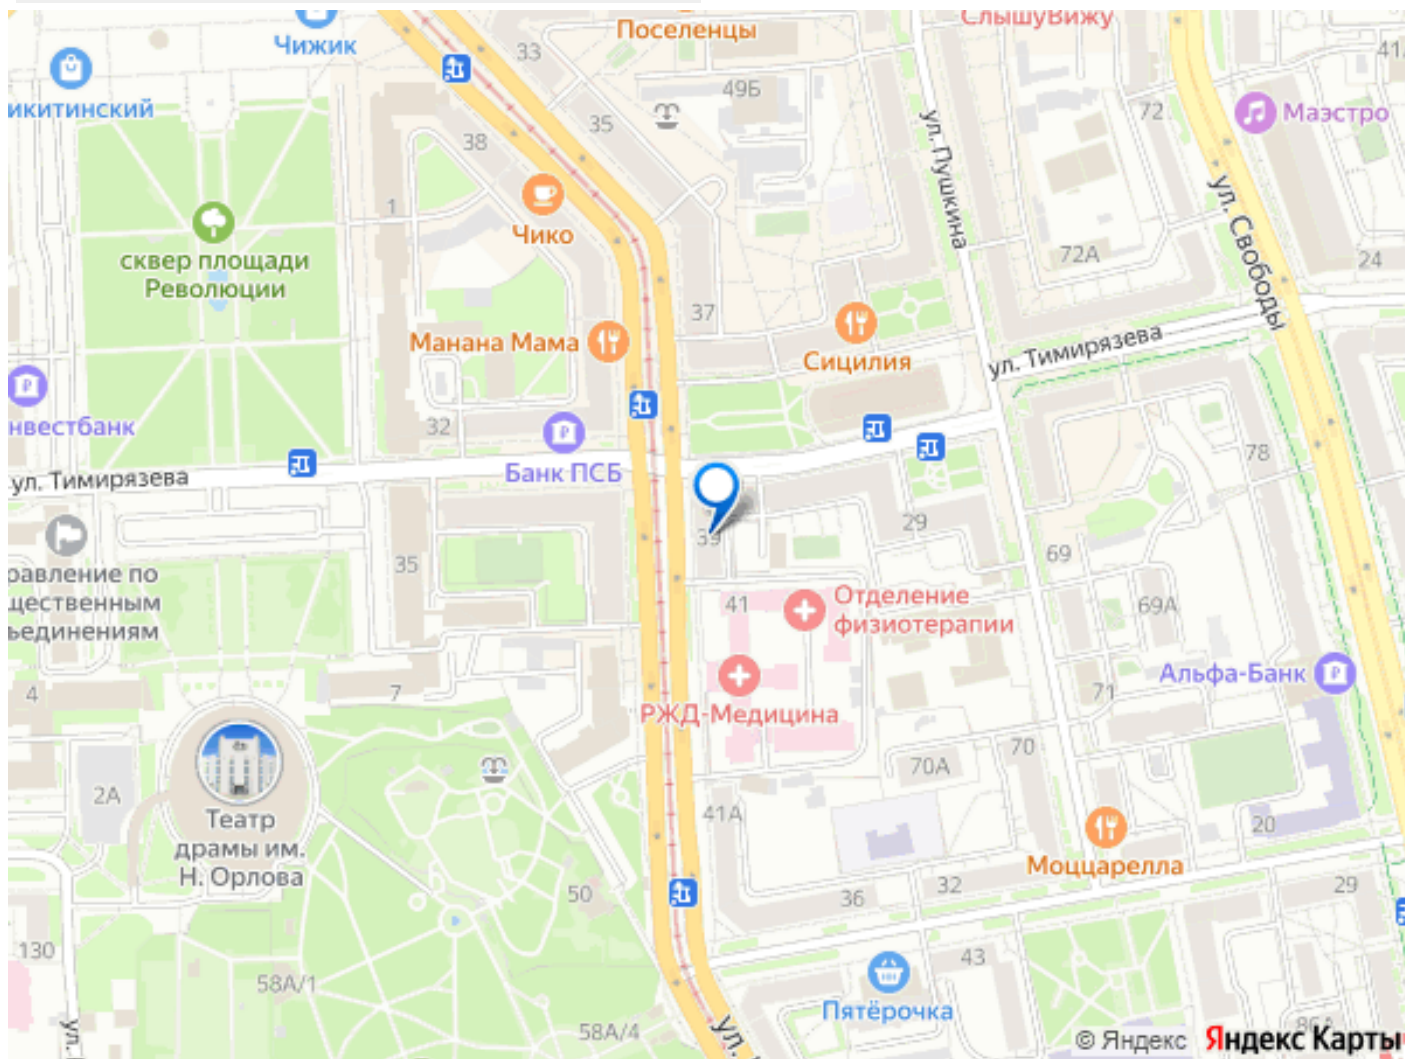 СлышуВижу
Поселенцы
Чижик
33
41
икитинский
49Б
72
Маэстро
35
38
ул. Пушкина
ул. Свободы
1
Чико
сквер площади
Революции
72А
24
37
Манана Мама
Сицилия
ул. Тимирязева
нвестбанк
32
78
Банк ПСБ
ул. Тимирязева
29
39
35
69
равление по
щественным
ъединениям
Отделение
физиотерапии
41
69А
Альфа-Банк
4
7
71
РЖД-Медицина
70
70А
2А
41А
Театр
драмы им.
Н. Орлова
20
Моццарелла
50
36
32
29
130
43
58А/1
Пятёрочка
58А/4
ул.
ул.
86А
© Яндекс
Яндекс Карты